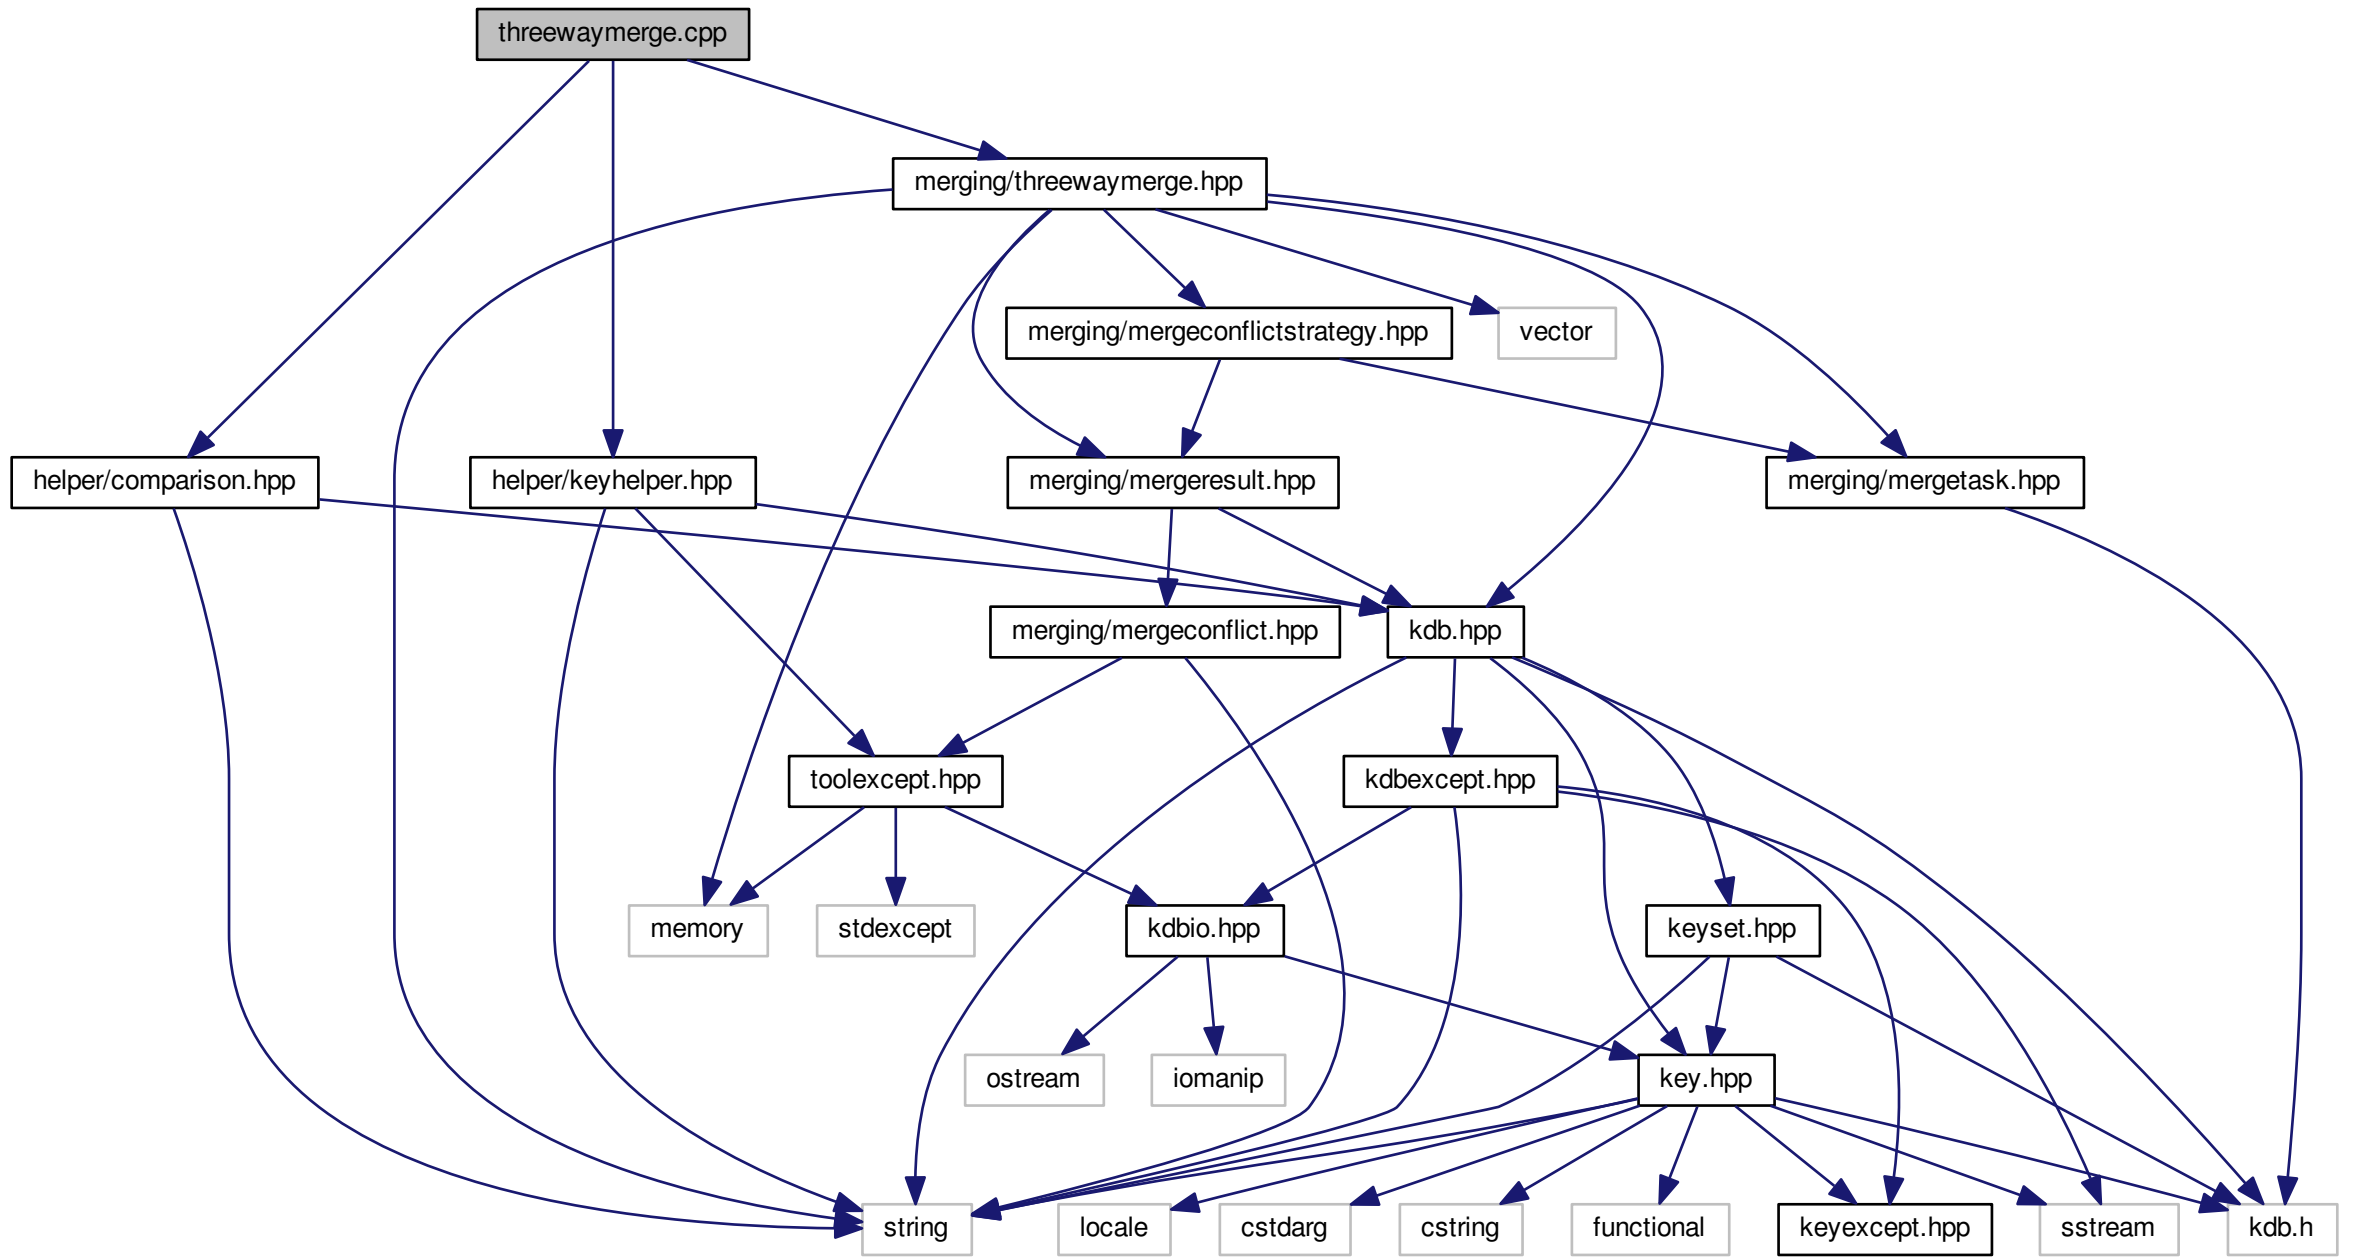 threewaymerge.cpp
merging/threewaymerge.hpp
merging/mergeconflictstrategy.hpp
vector
helper/comparison.hpp
helper/keyhelper.hpp
merging/mergeresult.hpp
merging/mergetask.hpp
merging/mergeconflict.hpp
kdb.hpp
toolexcept.hpp
kdbexcept.hpp
memory
stdexcept
kdbio.hpp
keyset.hpp
ostream
iomanip
key.hpp
string
locale
cstdarg
cstring
functional
keyexcept.hpp
sstream
kdb.h